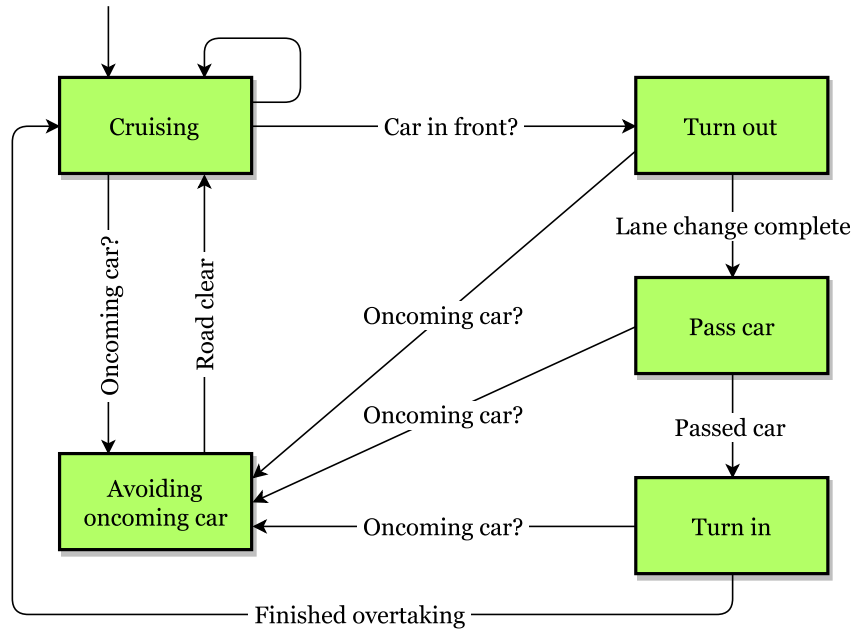 Cruising
Car in front?
Turn out
Lane change complete
Oncoming car?
Road clear
Oncoming car?
Pass car
Oncoming car?
Passed car
Avoiding
oncoming car
Oncoming car?
Turn in
Finished overtaking